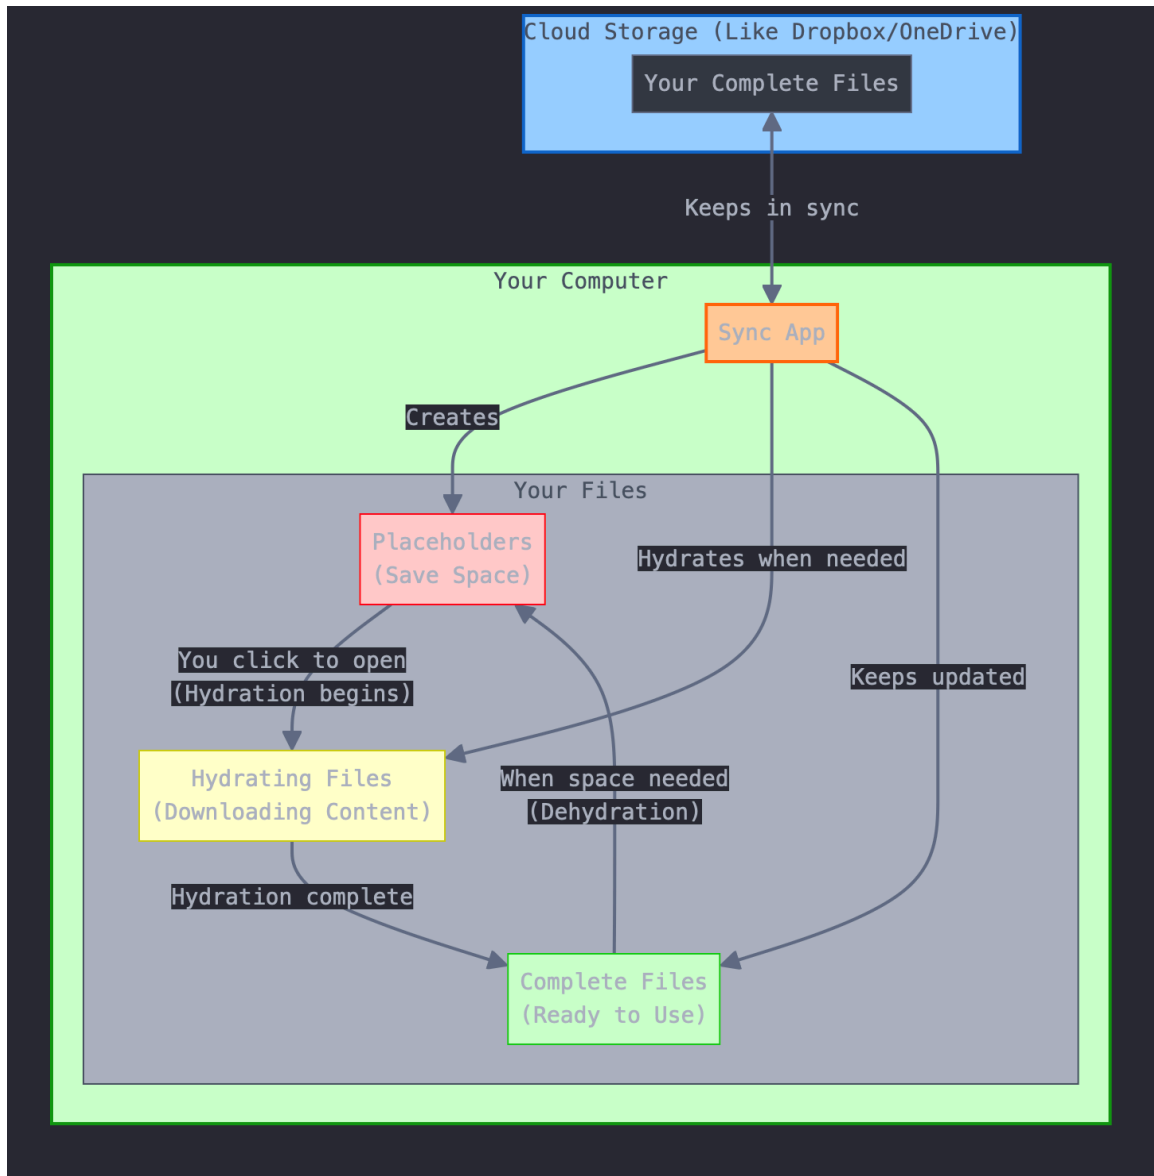 Cloud Storage (Like Dropbox/OneDrive)
Your Complete Files
Keeps in sync
Your Computer
Sync App
Creates
Your Files
Placeholders
(Save Space)
Hydrates when needed
You click to open
(Hydration begins)
Keeps updated
Hydrating Files
(Downloading Content)
When space needed
(Dehydration)
Hydration complete
Complete Files
(Ready to Use)